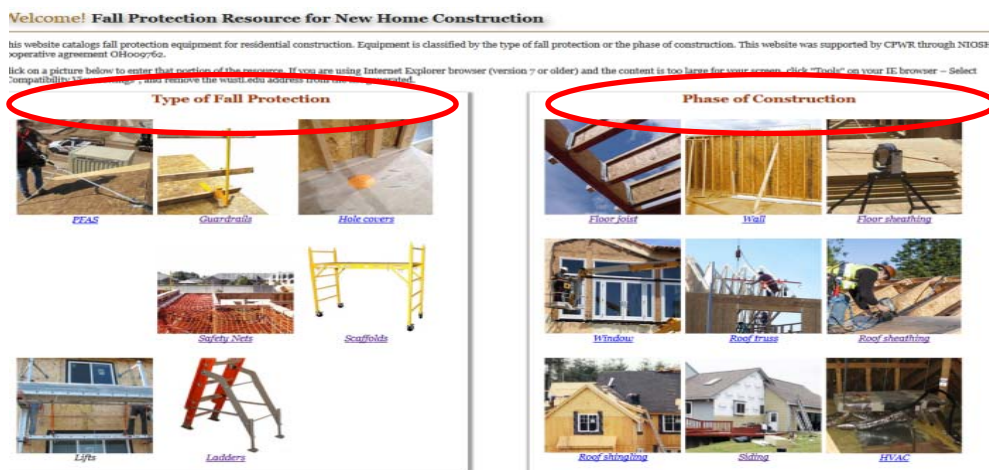 Welcome! Fall Protection Resource for New Home Construction
his website catalogs fall protection equipment for residential construction. Equipment is classified by the type of fall protection or the phase of construction. This website was supported by CPWR through NIOSH
ooperative agreement OH009762.
lick on a picture below to enter that portion of the resource. If you are using Internet Explorer browser (version 7 or older) and the content is too large for your screen, click "Tools" on your IE browser – Select
Compatibility View and remove the wustl.edu address from the
Type of Fall Protection
Phase of Construction
PFAS
Guardrails
Hole covers
Floor joist
Wall
Floor sheathing
Safety Nets
Scaffolds
Window
Roof truss
Roof sheathing
Lifts
Ladders
Roof shingling
Siding
HVAC